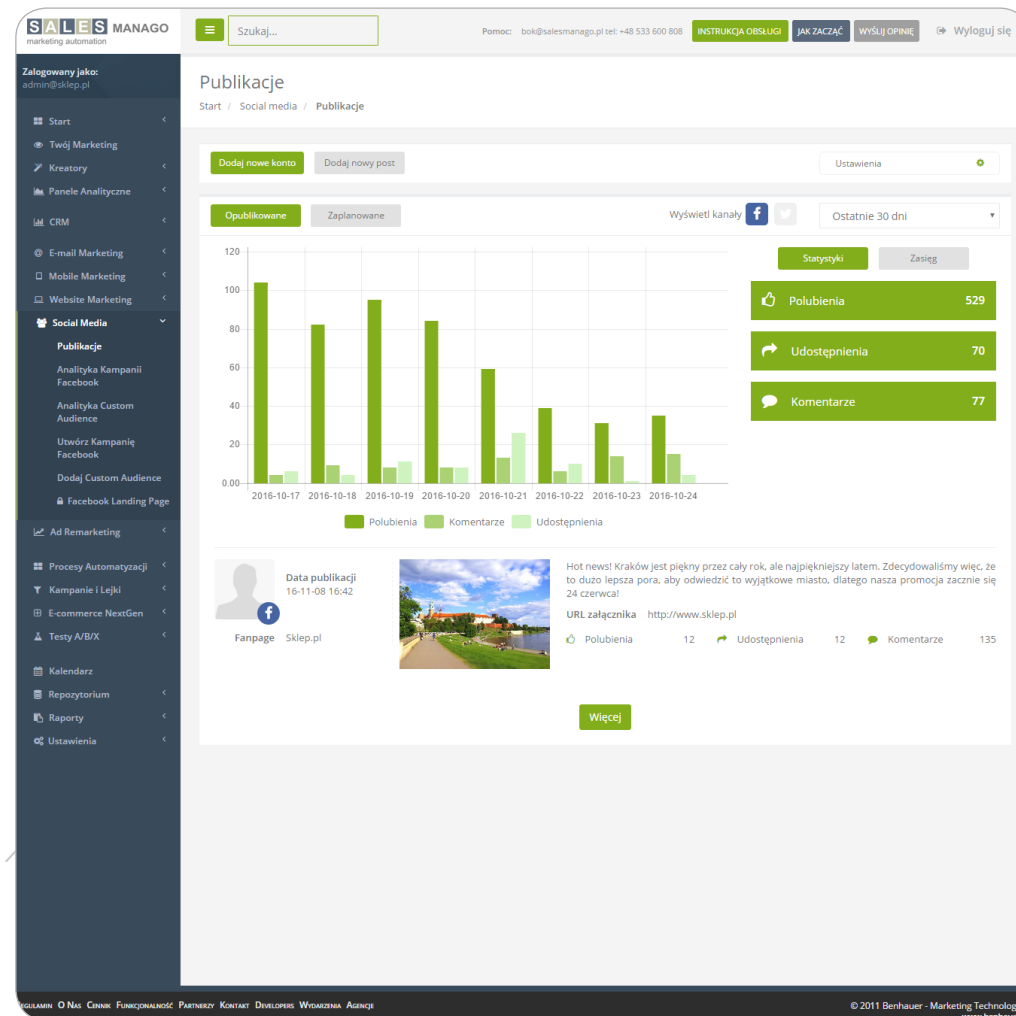 SALES MANAGO
marketing automation
Szukaj...
Pomoc: bok@salesmanago.pl tel: +48 533 600 808
INSTRUKCJA OBSŁUGI
JAK ZACZĄĆ
WYŚLIJ OPINIĘ
Wyloguj się
Zalogowany jako:
admin@sklep.pl
Start
Twój Marketing
Kreatory
Panele Analityczne
CRM
E-mail Marketing
Mobile Marketing
Website Marketing
Social Media
Publikacje
Analityka Kampanii
Facebook
Analityka Custom
Audience
Utwórz Kampanię
Facebook
Dodaj Custom Audience
Facebook Landing Page
Ad Remarketing
Procesy Automatyzacji
Kampanie i Lejki
E-commerce NextGen
Testy A/B/X
Kalendarz
Repozytorium
Raporty
Ustawienia
Publikacje
Start / Social media / Publikacje
Dodaj nowe konto
Dodaj nowy post
Ustawienia
Opublikowane
Zaplanowane
Wyświetl kanały
Ostatnie 30 dni
120
100
80
60
40
20
0.00
2016-10-17 2016-10-18 2016-10-19 2016-10-20 2016-10-21 2016-10-22 2016-10-23 2016-10-24
Polubienia Komentarze Udostępnienia
Statystyki
Zasięg
Polubienia 529
Udostępnienia 70
Komentarze 77
Data publikacji
16-11-08 16:42
Fanpage Sklep.pl
Hot news! Kraków jest piękny przez cały rok, ale najpiękniejszy latem. Zdecydowaliśmy więc, że
to dużo lepsza pora, aby odwiedzić to wyjątkowe miasto, dlatego nasza promocja zacznie się
24 czerwca!
URL załącznika http://www.sklep.pl
Polubienia 12 Udostępnienia 12 Komentarze 135
Więcej
Regulamin O Nas Cennik Funkcjonalność Partnerzy Kontakt Developers Wydarzenia Agencje
© 2011 Benhauer - Marketing Technolog